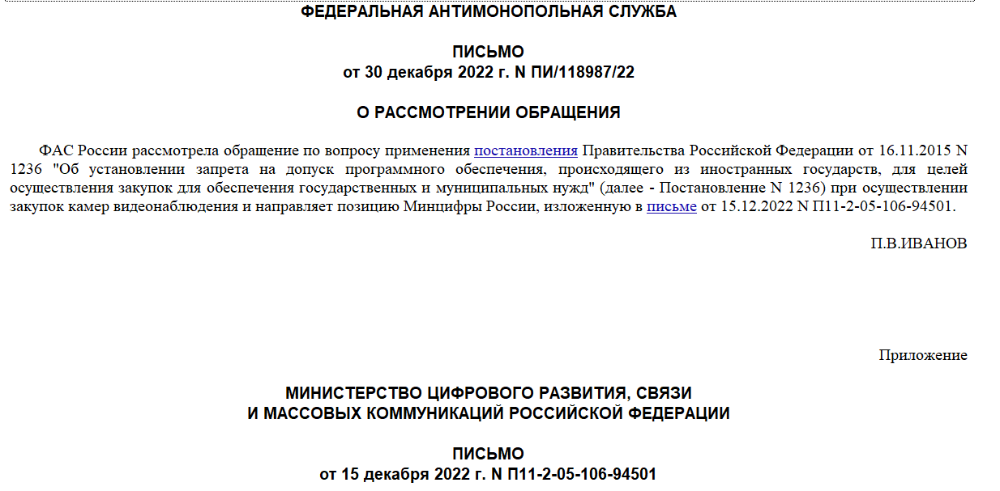 ФЕДЕРАЛЬНАЯ АНТИМОНОПОЛЬНАЯ СЛУЖБА
ПИСЬМО
от 30 декабря 2022 г. N ПИ/118987/22
О РАССМОТРЕНИИ ОБРАЩЕНИЯ
ФАС России рассмотрела обращение по вопросу применения постановления Правительства Российской Федерации от 16.11.2015 N
1236 "Об установлении запрета на допуск программного обеспечения, происходящего из иностранных государств, для целей
осуществления закупок для обеспечения государственных и муниципальных нужд" (далее - Постановление N 1236) при осуществлении
закупок камер видеонаблюдения и направляет позицию Минцифры России, изложенную в письме от 15.12.2022 N П11-2-05-106-94501.
П.В.ИВАНОВ
Приложение
МИНИСТЕРСТВО ЦИФРОВОГО РАЗВИТИЯ, СВЯЗИ
И МАССОВЫХ КОММУНИКАЦИЙ РОССИЙСКОЙ ФЕДЕРАЦИИ
ПИСЬМО
от 15 декабря 2022 г. N П11-2-05-106-94501